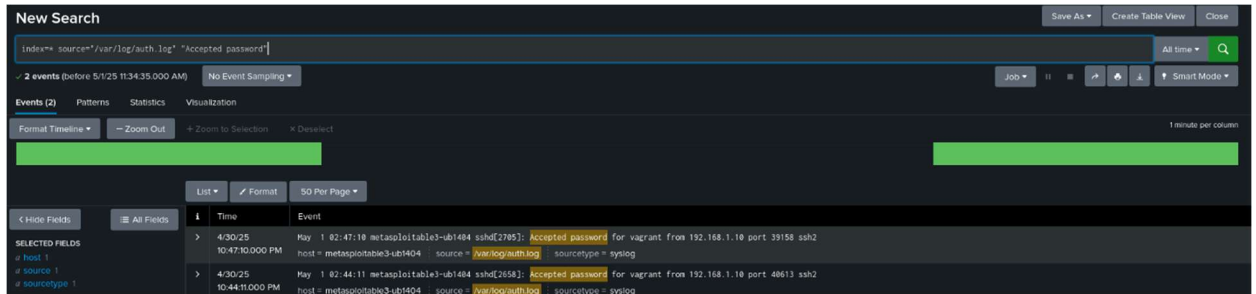 New Search
Save As ▾ Create Table View Close
index=* source="/var/log/auth.log" "Accepted password"
All time ▾
✓ 2 events (before 5/1/25 11:34:35.000 AM) No Event Sampling ▾
Job ▾ Smart Mode ▾
Events (2) Patterns Statistics Visualization
Format Timeline ▾ − Zoom Out + Zoom to Selection × Deselect
1 minute per column
List ▾ Format 50 Per Page ▾
< Hide Fields All Fields
i Time Event
SELECTED FIELDS
a host 1
a source 1
a sourcetype 1
> 4/30/25 May 1 02:47:10 metasploitable3-ub1404 sshd[2705]: Accepted password for vagrant from 192.168.1.10 port 39158 ssh2
10:47:10.000 PM host = metasploitable3-ub1404 source = /var/log/auth.log sourcetype = syslog
> 4/30/25 May 1 02:44:11 metasploitable3-ub1404 sshd[2658]: Accepted password for vagrant from 192.168.1.10 port 40613 ssh2
10:44:11.000 PM host = metasploitable3-ub1404 source = /var/log/auth.log sourcetype = syslog